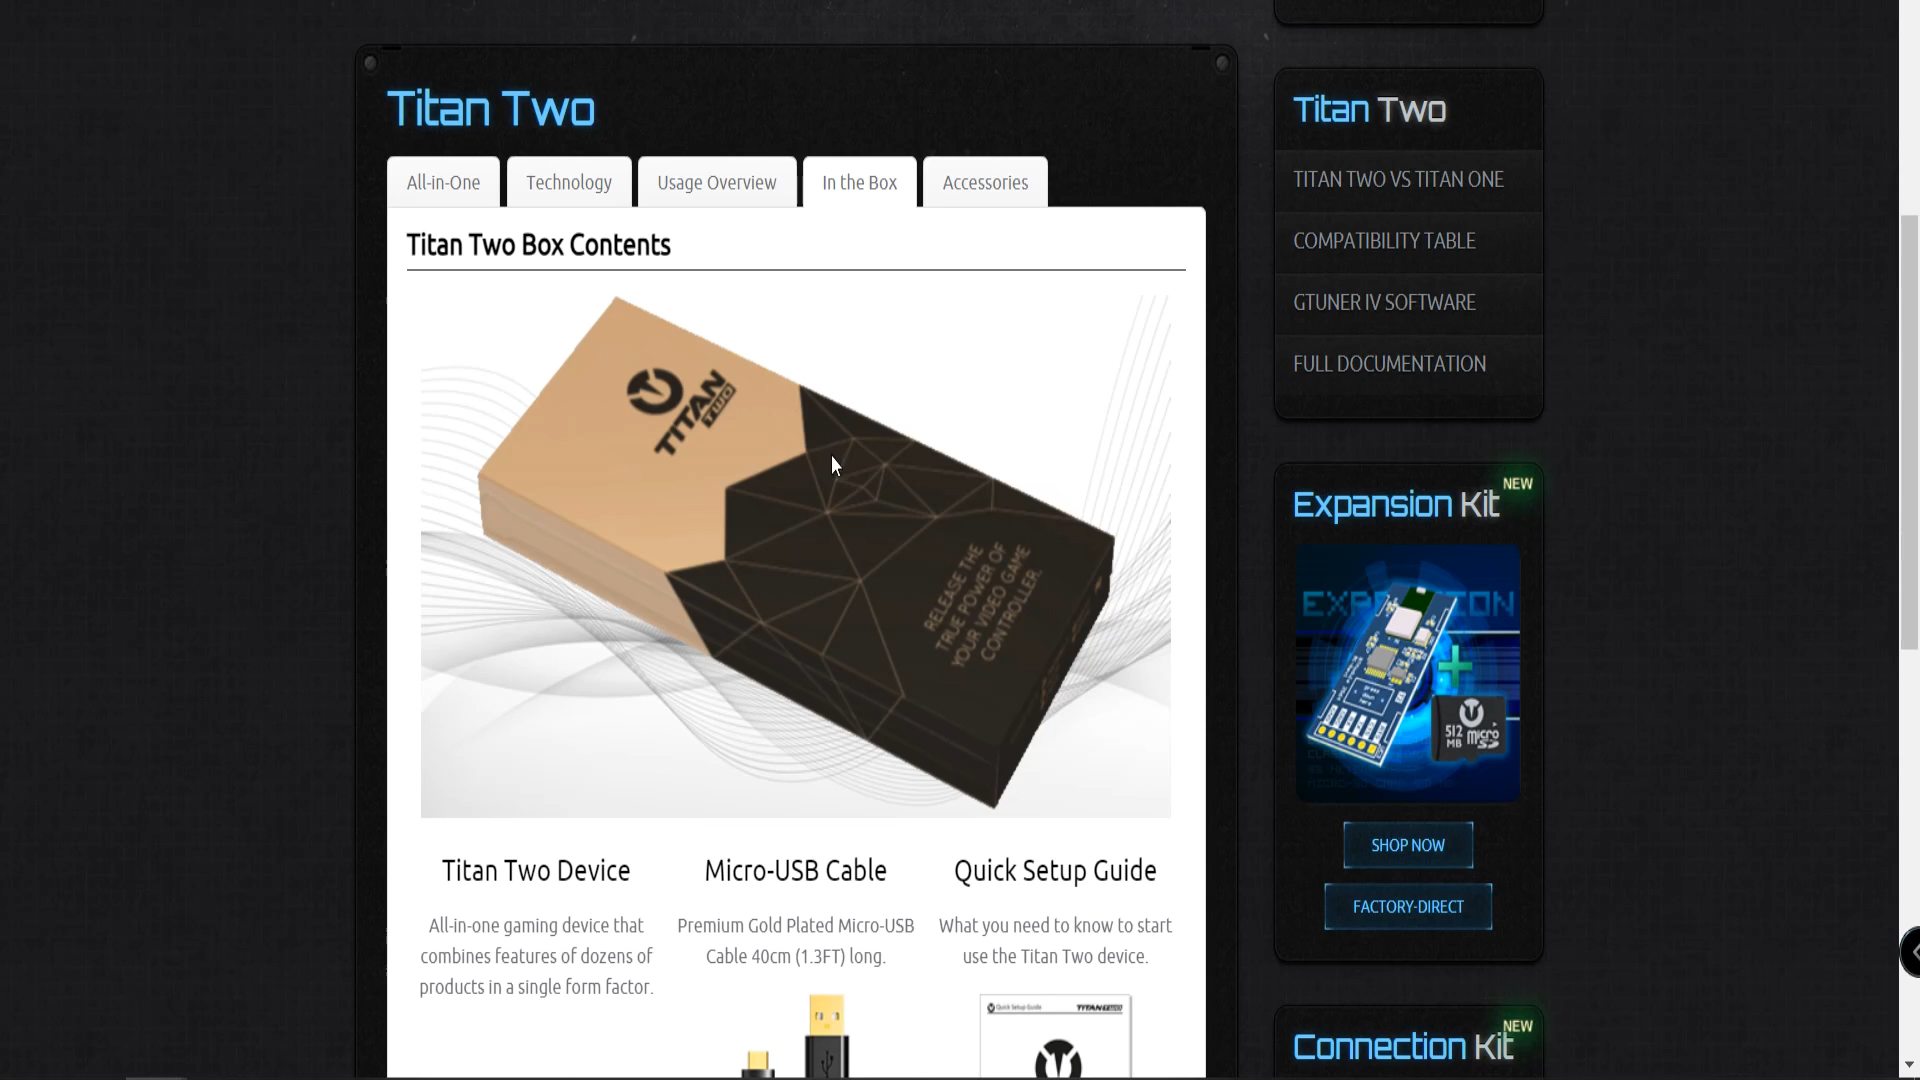 Titan Two
All-in-One
Technology
Usage Overview
In the Box
Accessories
Titan Two Box Contents
TITAN
TWO
RELEASE THE
TRUE POWER OF
YOUR VIDEO GAME
CONTROLLER.
Titan Two Device
All-in-one gaming device that
combines features of dozens of
products in a single form factor.
Micro-USB Cable
Premium Gold Plated Micro-USB
Cable 40cm (1.3FT) long.
Quick Setup Guide
What you need to know to start
use the Titan Two device.
Quick Setup Guide
TITAN TWO
Titan Two
TITAN TWO VS TITAN ONE
COMPATIBILITY TABLE
GTUNER IV SOFTWARE
FULL DOCUMENTATION
NEW
Expansion Kit
512
MB
micro
SHOP NOW
FACTORY-DIRECT
NEW
Connection Kit